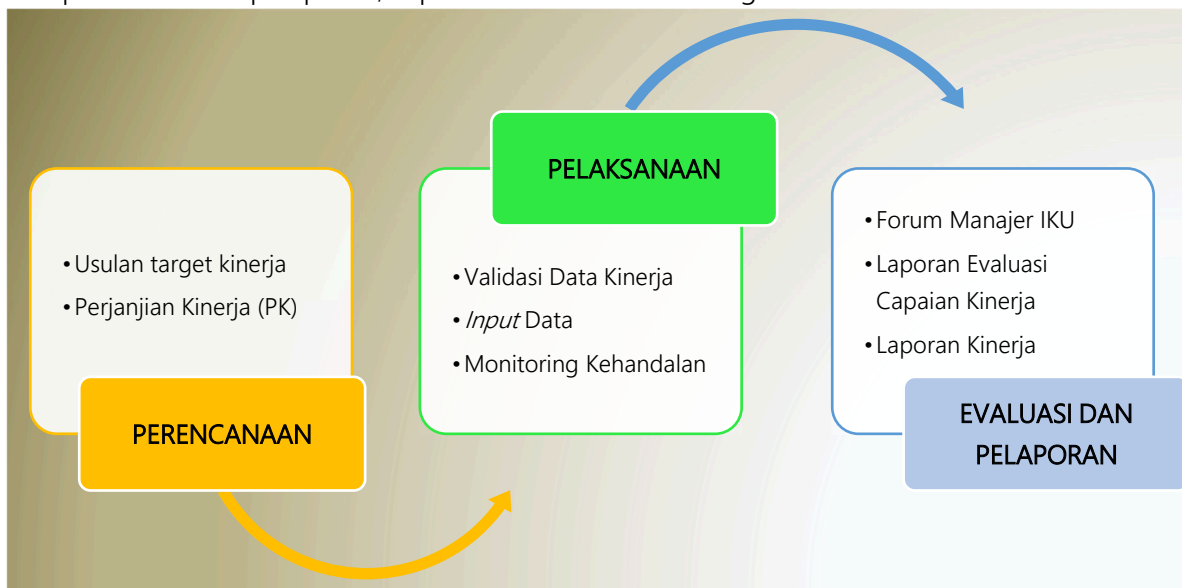 • Usulan target kinerja
• Perjanjian Kinerja (PK)
PERENCANAAN
PELAKSANAAN
• Validasi Data Kinerja
• Input Data
• Monitoring Kehandalan
• Forum Manajer IKU
• Laporan Evaluasi
Capaian Kinerja
• Laporan Kinerja
EVALUASI DAN
PELAPORAN